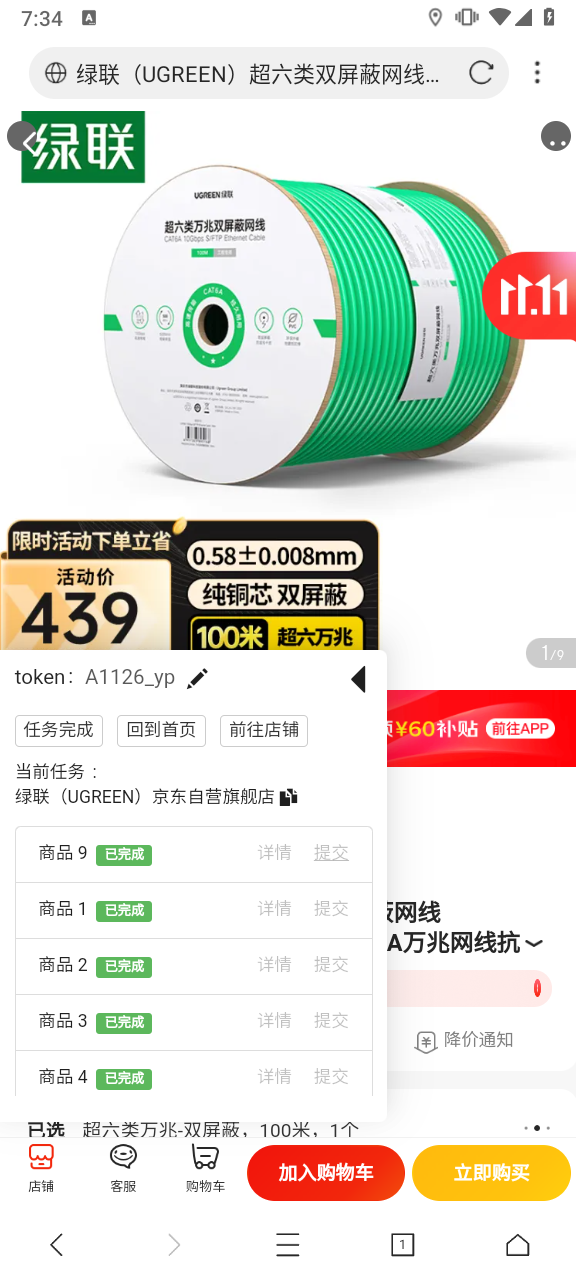 7:34
绿联（UGREEN）超六类双屏蔽网线...
绿联
UGREEN 绿联
超六类万兆双屏蔽网线
CAT6A 10Gbps S/FTP Ethernet Cable
CAT6A
11.11
限时活动下单立省
活动价
439
0.58±0.008mm
纯铜芯 双屏蔽
100米 超六万兆
1/9
¥60补贴 前往APP
token： A1126_yp
任务完成 回到首页 前往店铺
当前任务 :
绿联（UGREEN）京东自营旗舰店
商品 9 已完成 详情 提交
商品 1 已完成 详情 提交
商品 2 已完成 详情 提交
商品 3 已完成 详情 提交
商品 4 已完成 详情 提交
网线
A万兆网线抗
降价通知
已选 超六类万兆-双屏蔽，100米，1个
店铺
客服
购物车
加入购物车
立即购买
1